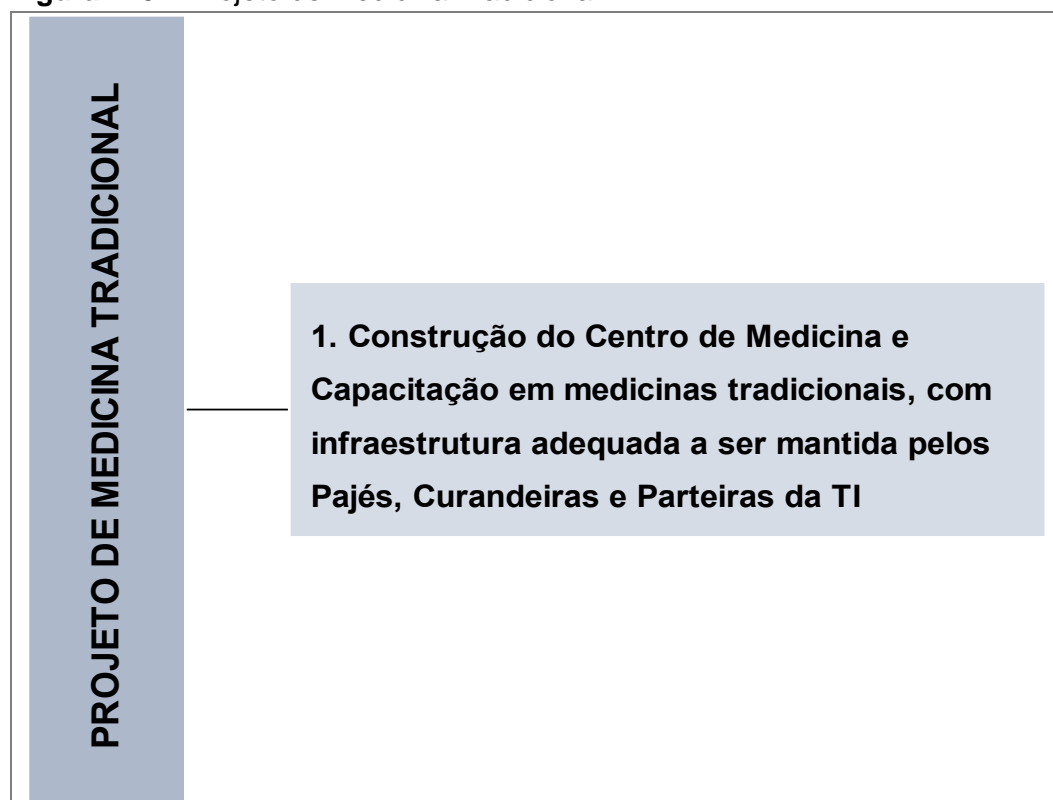 PROJETO DE MEDICINA TRADICIONAL
1. Construção do Centro de Medicina e
Capacitação em medicinas tradicionais, com
infraestrutura adequada a ser mantida pelos
Pajés, Curandeiras e Parteiras da TI